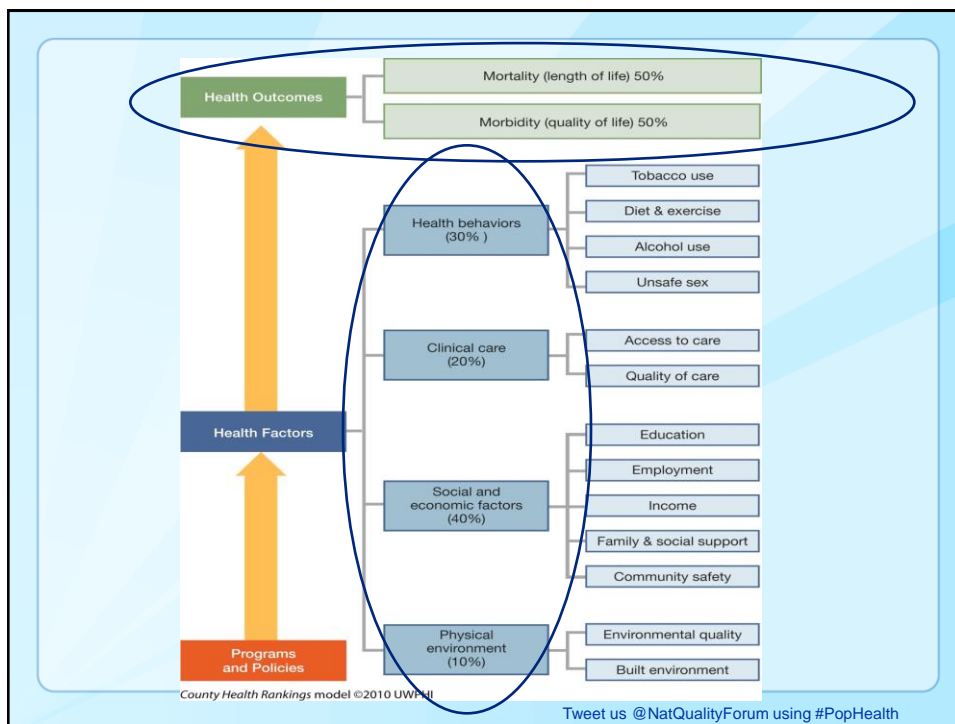 Health Outcomes
Mortality (length of life) 50%
Morbidity (quality of life) 50%
Health Factors
Health behaviors
(30% )
Tobacco use
Diet & exercise
Alcohol use
Unsafe sex
Clinical care
(20%)
Access to care
Quality of care
Social and
economic factors
(40%)
Education
Employment
Income
Family & social support
Community safety
Physical
environment
(10%)
Environmental quality
Built environment
Programs
and Policies
County Health Rankings model ©2010 UWPHI
Tweet us @NatQualityForum using #PopHealth